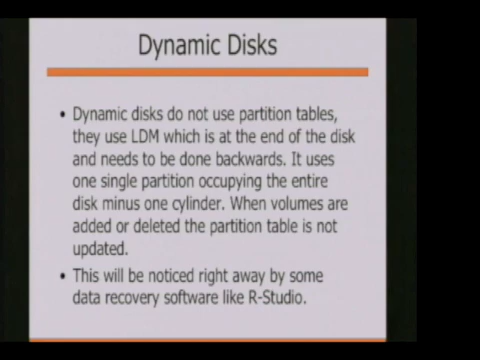 Dynamic Disks
• Dynamic disks do not use partition tables,
they use LDM which is at the end of the disk
and needs to be done backwards. It uses
one single partition occupying the entire
disk minus one cylinder. When volumes are
added or deleted the partition table is not
updated.
• This will be noticed right away by some
data recovery software like R-Studio.